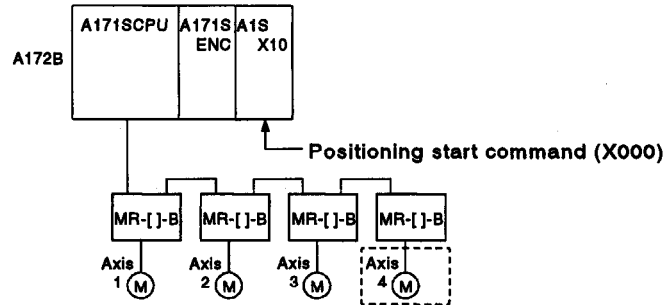 A172B
A171SCPU
A171S
ENC
A1S
X10
Positioning start command (X000)
MR-[ ]-B
MR-[ ]-B
MR-[ ]-B
MR-[ ]-B
Axis
1 M
Axis
2 M
Axis
3 M
Axis
4 M